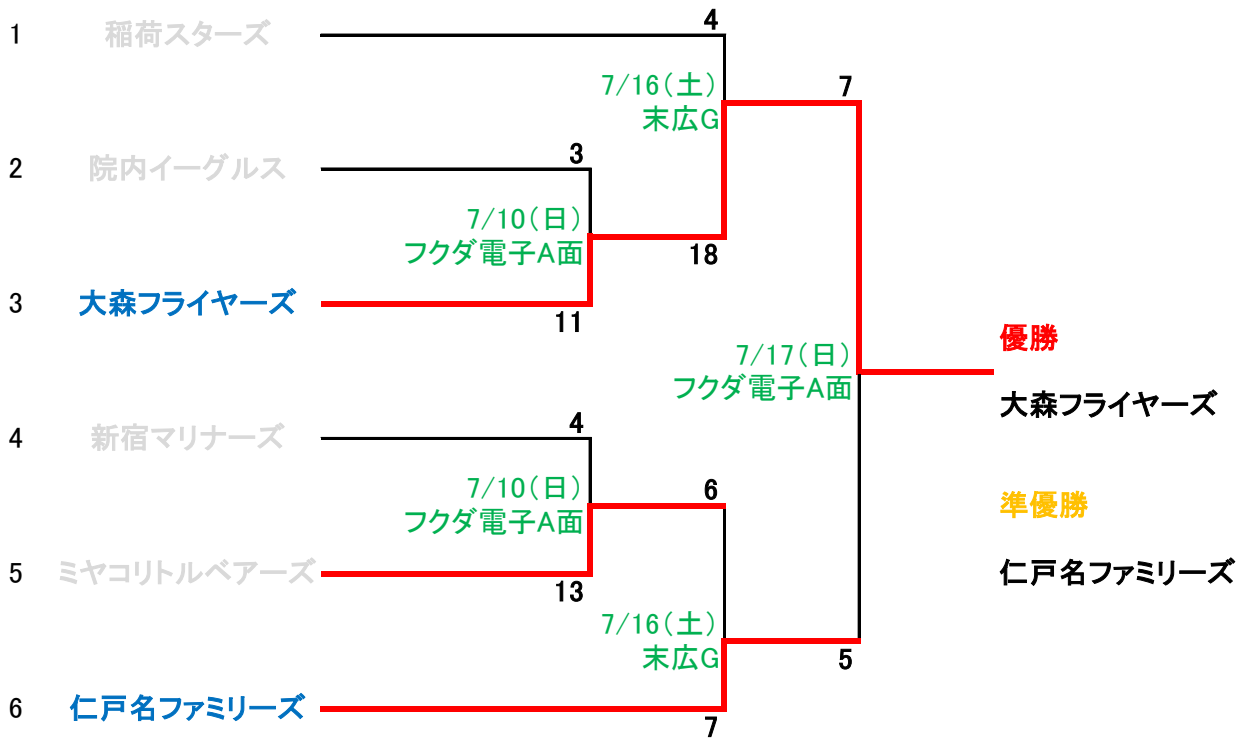 1 稲荷スターズ
4
7/16(土)
末広G
7
2 院内イーグルス
3
7/10(日)
フクダ電子A面
18
3 大森フライヤーズ
11
優勝
7/17(日)
フクダ電子A面
大森フライヤーズ
4 新宿マリナーズ
4
7/10(日)
フクダ電子A面
6
準優勝
5 ミヤコリトルベアーズ
13
仁戸名ファミリーズ
7/16(土)
末広G
5
6 仁戸名ファミリーズ
7